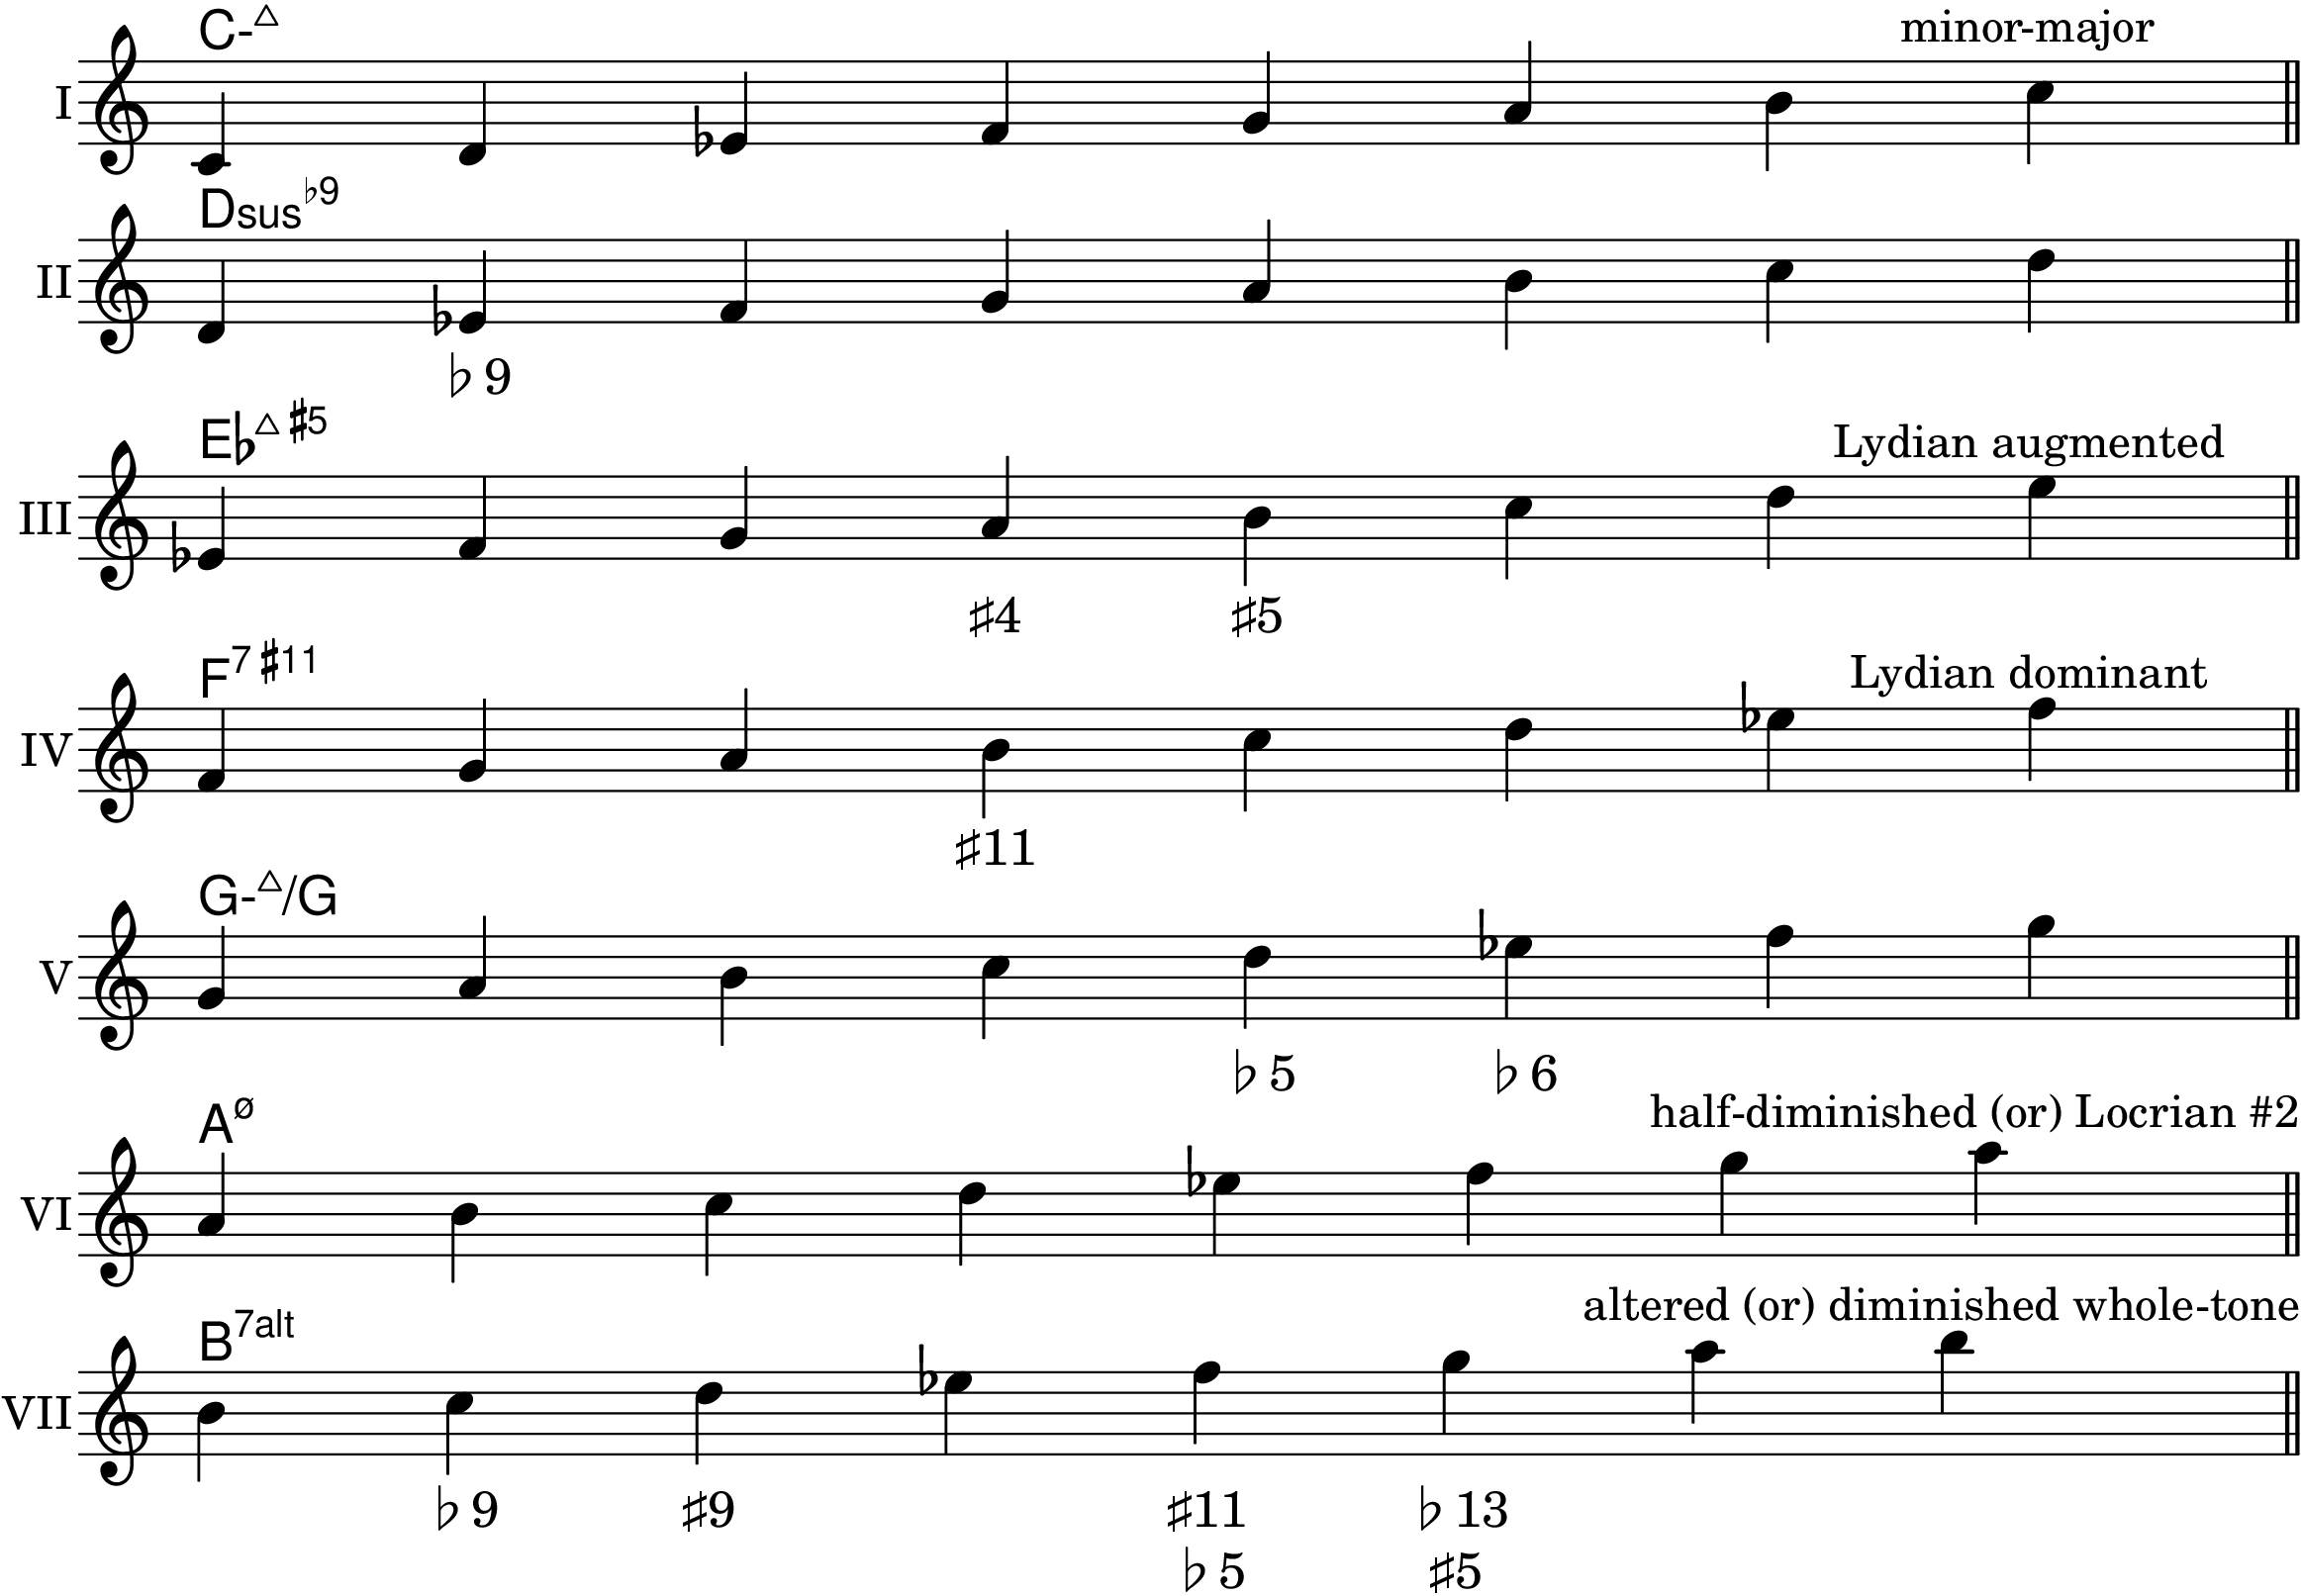 C-△ minor-major
I
Dsus♭9
II
♭9
E♭△♯5 Lydian augmented
III
♯4 ♯5
F7♯11 Lydian dominant
IV
♯11
G-△/G
V
♭5 ♭6
Aø half-diminished (or) Locrian #2
VI
B7alt altered (or) diminished whole-tone
VII
♭9 ♯9 ♯11 ♭13
♭5 ♯5